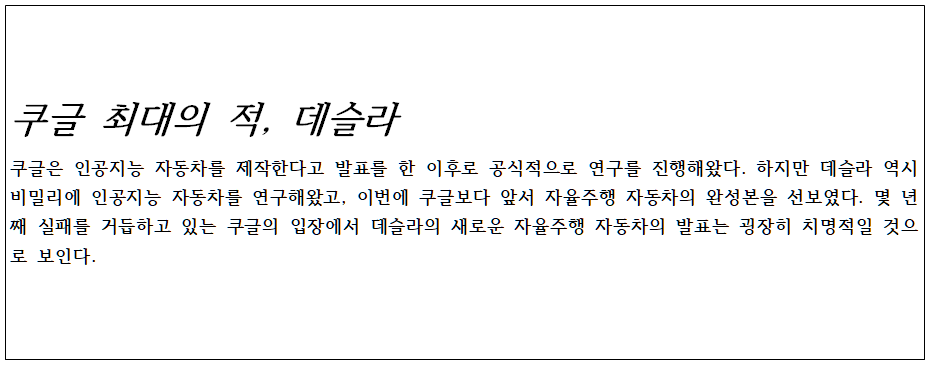 쿠글 최대의 적, 데슬라
쿠글은 인공지능 자동차를 제작한다고 발표를 한 이후로 공식적으로 연구를 진행해왔다. 하지만 데슬라 역시
비밀리에 인공지능 자동차를 연구해왔고, 이번에 쿠글보다 앞서 자율주행 자동차의 완성본을 선보였다. 몇 년
째 실패를 거듭하고 있는 쿠글의 입장에서 데슬라의 새로운 자율주행 자동차의 발표는 굉장히 치명적일 것으
로 보인다.